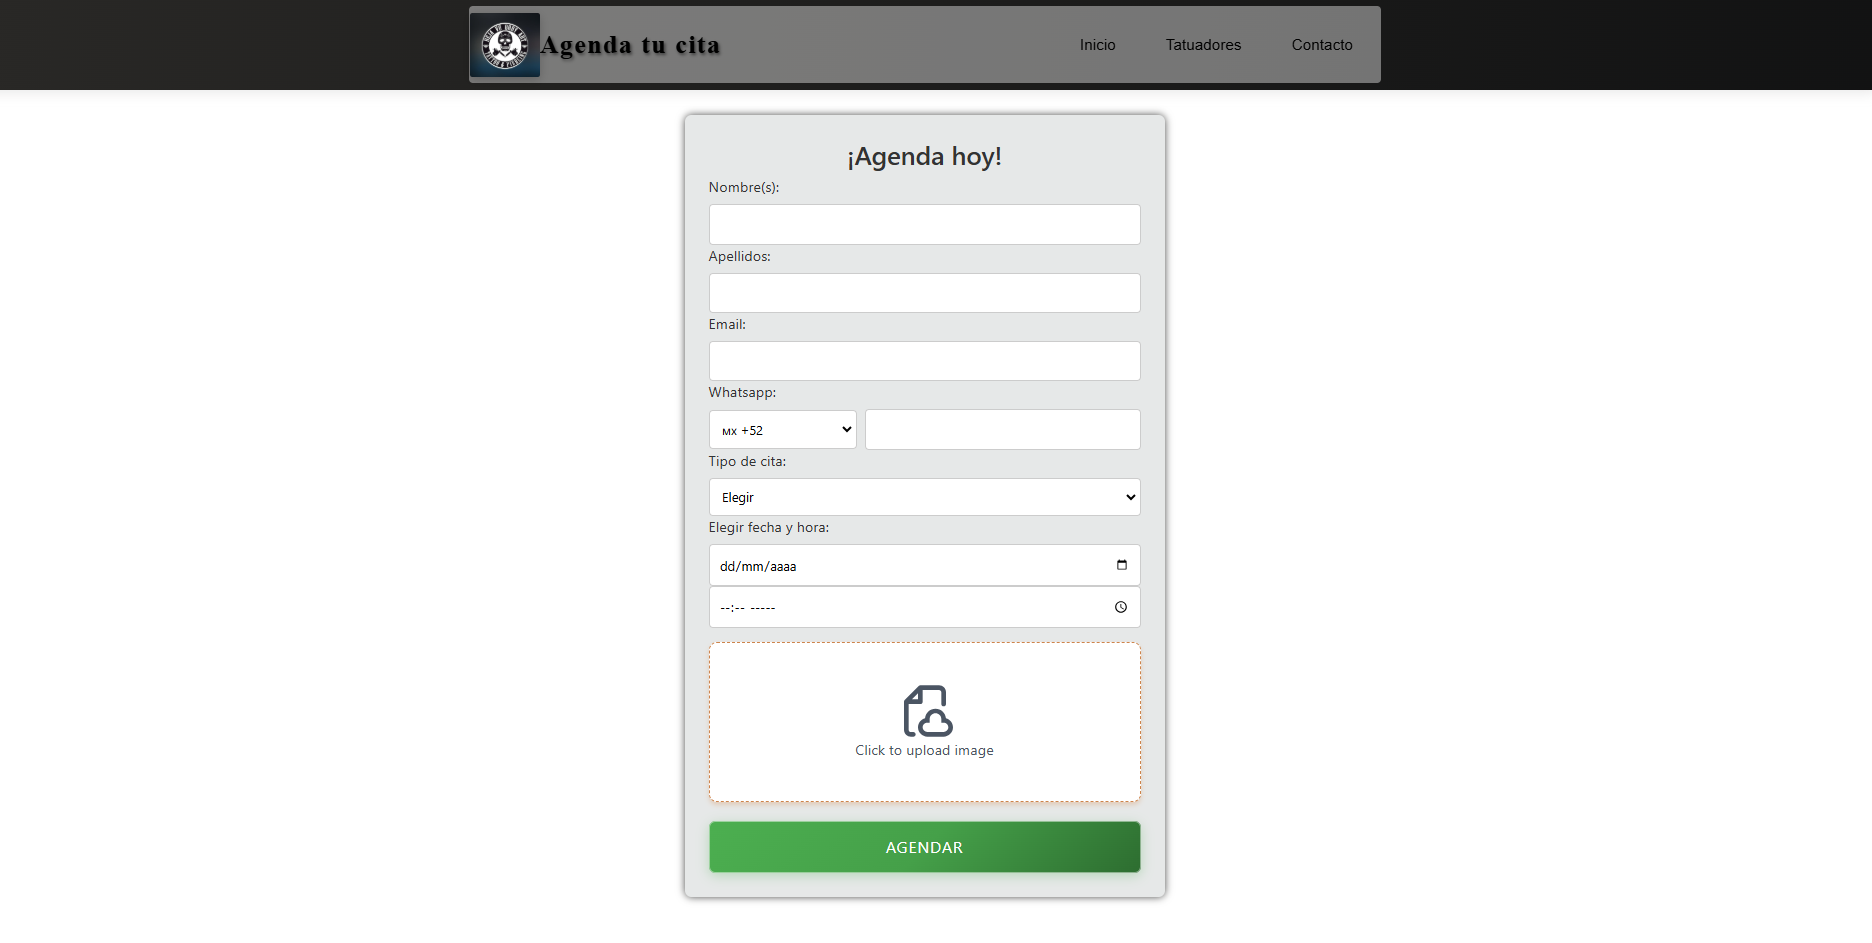 Agenda tu cita
Inicio
Tatuadores
Contacto
¡Agenda hoy!
Nombre(s):
Apellidos:
Email:
Whatsapp:
MX +52
Tipo de cita:
Elegir
Elegir fecha y hora:
dd/mm/aaaa
--:-- -----
Click to upload image
AGENDAR